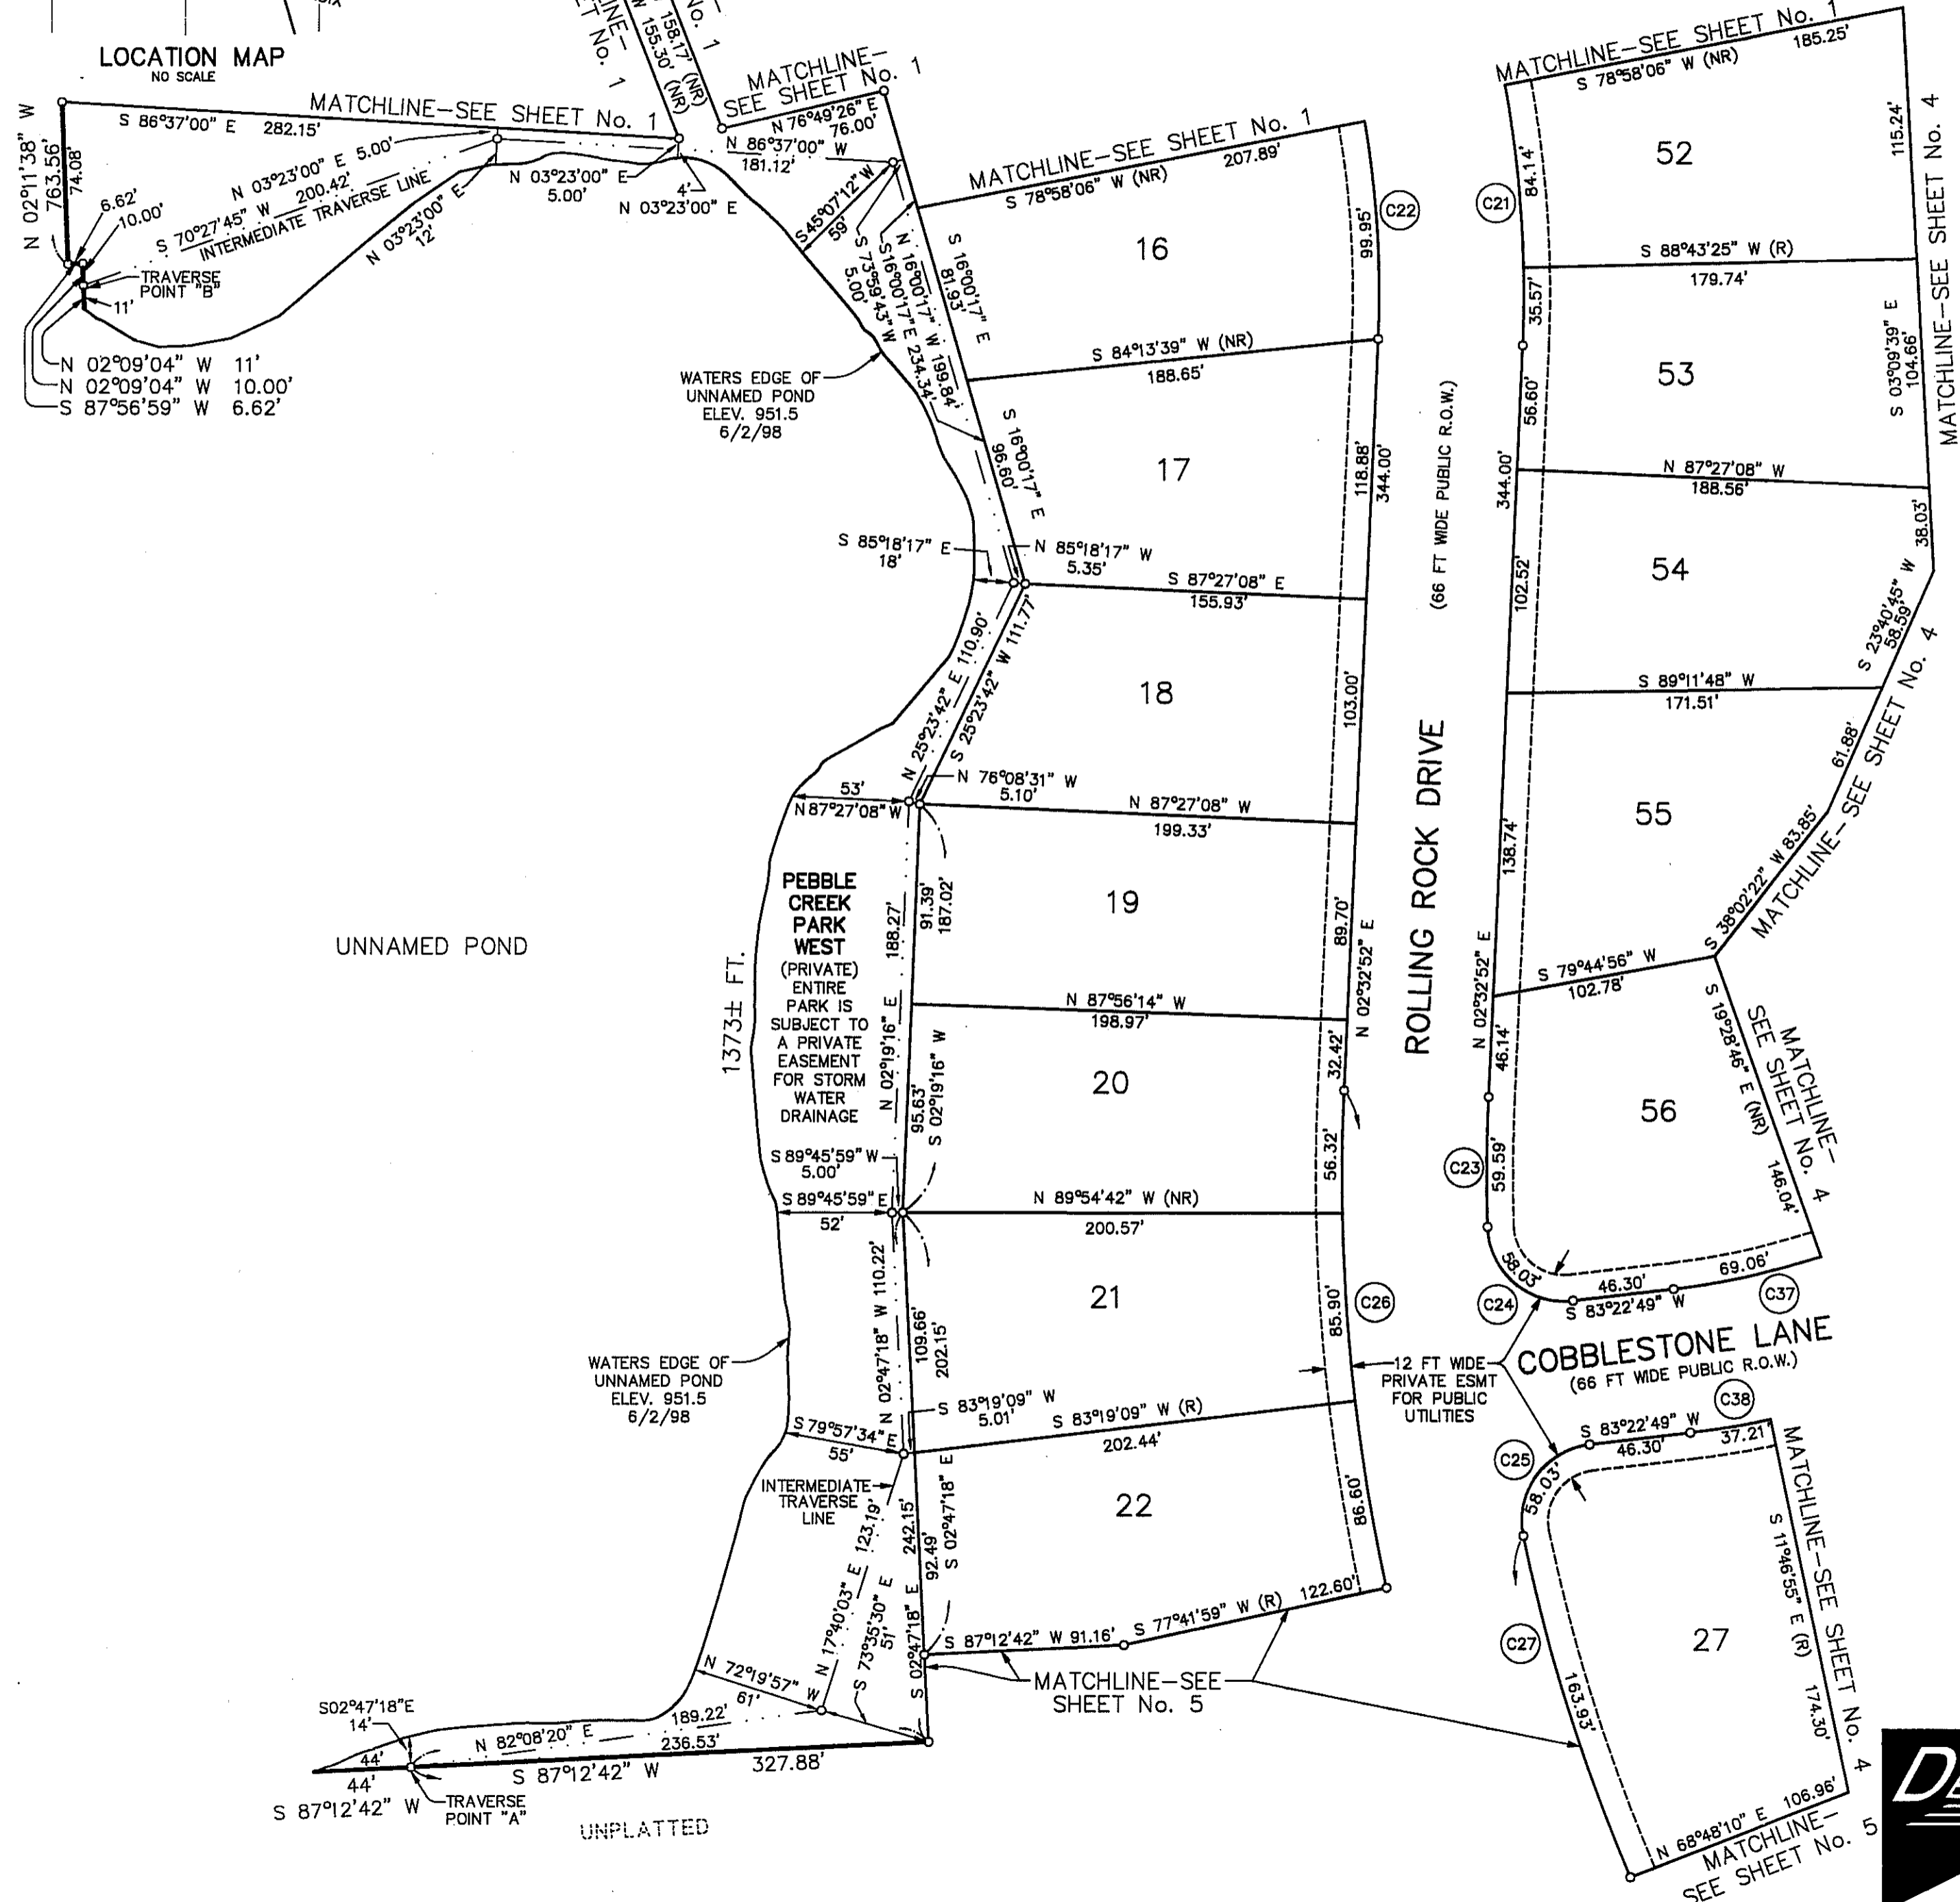 LOCATION MAP
NO SCALE
No. 1
158.17' (NR)
W 155.30' (NR)
No. 1
MATCHLINE-SEE SHEET No. 1
S 86°37'00" E 282.15'
MATCHLINE-
SEE SHEET No. 1
N 76°49'26" E
76.00'
N 86°37'00" W
181.12'
N 02°11'38" W
763.56'
74.08'
N 03°23'00" E 5.00'
6.62'
10.00'
S 70°27'45" W 200.42'
INTERMEDIATE TRAVERSE LINE
N 03°23'00" E
12'
N 03°23'00" E
5.00'
4'
N 03°23'00" E
TRAVERSE
POINT "B"
11'
N 02°09'04" W 11'
N 02°09'04" W 10.00'
S 87°56'59" W 6.62'
S45°07'12"W
59'
S 73°59'43" W
5.00'
S16°00'17"E 234.34'
N 16°00'17" W 199.84'
S 16°00'17" E
81.93'
S 16°00'17" E
96.60'
WATERS EDGE OF
UNNAMED POND
ELEV. 951.5
6/2/98
MATCHLINE-SEE SHEET No. 1
S 78°58'06" W (NR)
207.89'
16
99.95'
C22
S 84°13'39" W (NR)
188.65'
17
118.88'
344.00'
S 85°18'17" E
18'
N 85°18'17" W
5.35'
S 87°27'08" E
155.93'
N 25°23'42" E 110.90'
S 25°23'42" W 111.77'
18
103.00'
53'
N87°27'08"W
N 76°08'31" W
5.10'
N 87°27'08" W
199.33'
UNNAMED POND
1373± FT.
PEBBLE
CREEK
PARK
WEST
(PRIVATE)
ENTIRE
PARK IS
SUBJECT TO
A PRIVATE
EASEMENT
FOR STORM
WATER
DRAINAGE
N 02°19'16" E
188.27'
91.39'
187.02'
19
89.70'
N 02°32'52" E
N 87°56'14" W
198.97'
95.63'
S 02°19'16" W
20
32.42'
56.32'
S 89°45'59" W
5.00'
S 89°45'59" E
52'
N 89°54'42" W (NR)
200.57'
N 02°47'18" W 110.22'
109.66'
202.15'
21
85.90'
C26
WATERS EDGE OF
UNNAMED POND
ELEV. 951.5
6/2/98
S 79°57'34" E
55'
S 83°19'09" W
5.01'
S 83°19'09" W (R)
202.44'
INTERMEDIATE
TRAVERSE
LINE
N 17°40'03" E 123.19'
S 73°35'30" E
51'
242.15'
92.49'
S 02°47'18" E
S 02°47'18" E
22
86.60'
S 87°12'42" W 91.16'
S 77°41'59" W (R)
122.60'
MATCHLINE-SEE
SHEET No. 5
N 72°19'57" W
61'
S02°47'18"E
14'
N 82°08'20" E
189.22'
236.53'
44'
44'
S 87°12'42" W
S 87°12'42" W
327.88'
TRAVERSE
POINT "A"
UNPLATTED
ROLLING ROCK DRIVE
(66 FT WIDE PUBLIC R.O.W.)
MATCHLINE-SEE SHEET No. 1
S 78°58'06" W (NR)
185.25'
52
84.14'
C21
115.24'
MATCHLINE-SEE SHEET No. 4
S 88°43'25" W (R)
179.74'
35.57'
56.60'
53
S 03°09'39" E
104.66'
N 87°27'08" W
188.56'
344.00'
102.52'
54
38.03'
S 23°40'45" W
58.59'
S 89°11'48" W
171.51'
138.74'
55
61.88'
S 38°02'22" W 83.85'
MATCHLINE-SEE SHEET No. 4
S 79°44'56" W
102.78'
N 02°32'52" E
46.14'
S 19°28'46" E (NR)
146.04'
MATCHLINE-
SEE SHEET No. 4
56
C23
59.59'
58.03'
C24
46.30'
S 83°22'49" W
69.06'
C37
COBBLESTONE LANE
(66 FT WIDE PUBLIC R.O.W.)
12 FT WIDE
PRIVATE ESMT
FOR PUBLIC
UTILITIES
C38
S 83°22'49" W
46.30'
37.21'
C25
58.03'
C27
163.93'
27
S 11°46'55" E (R)
174.30'
MATCHLINE-SEE SHEET No. 4
N 68°48'10" E
106.96'
MATCHLINE-
SEE SHEET No. 5